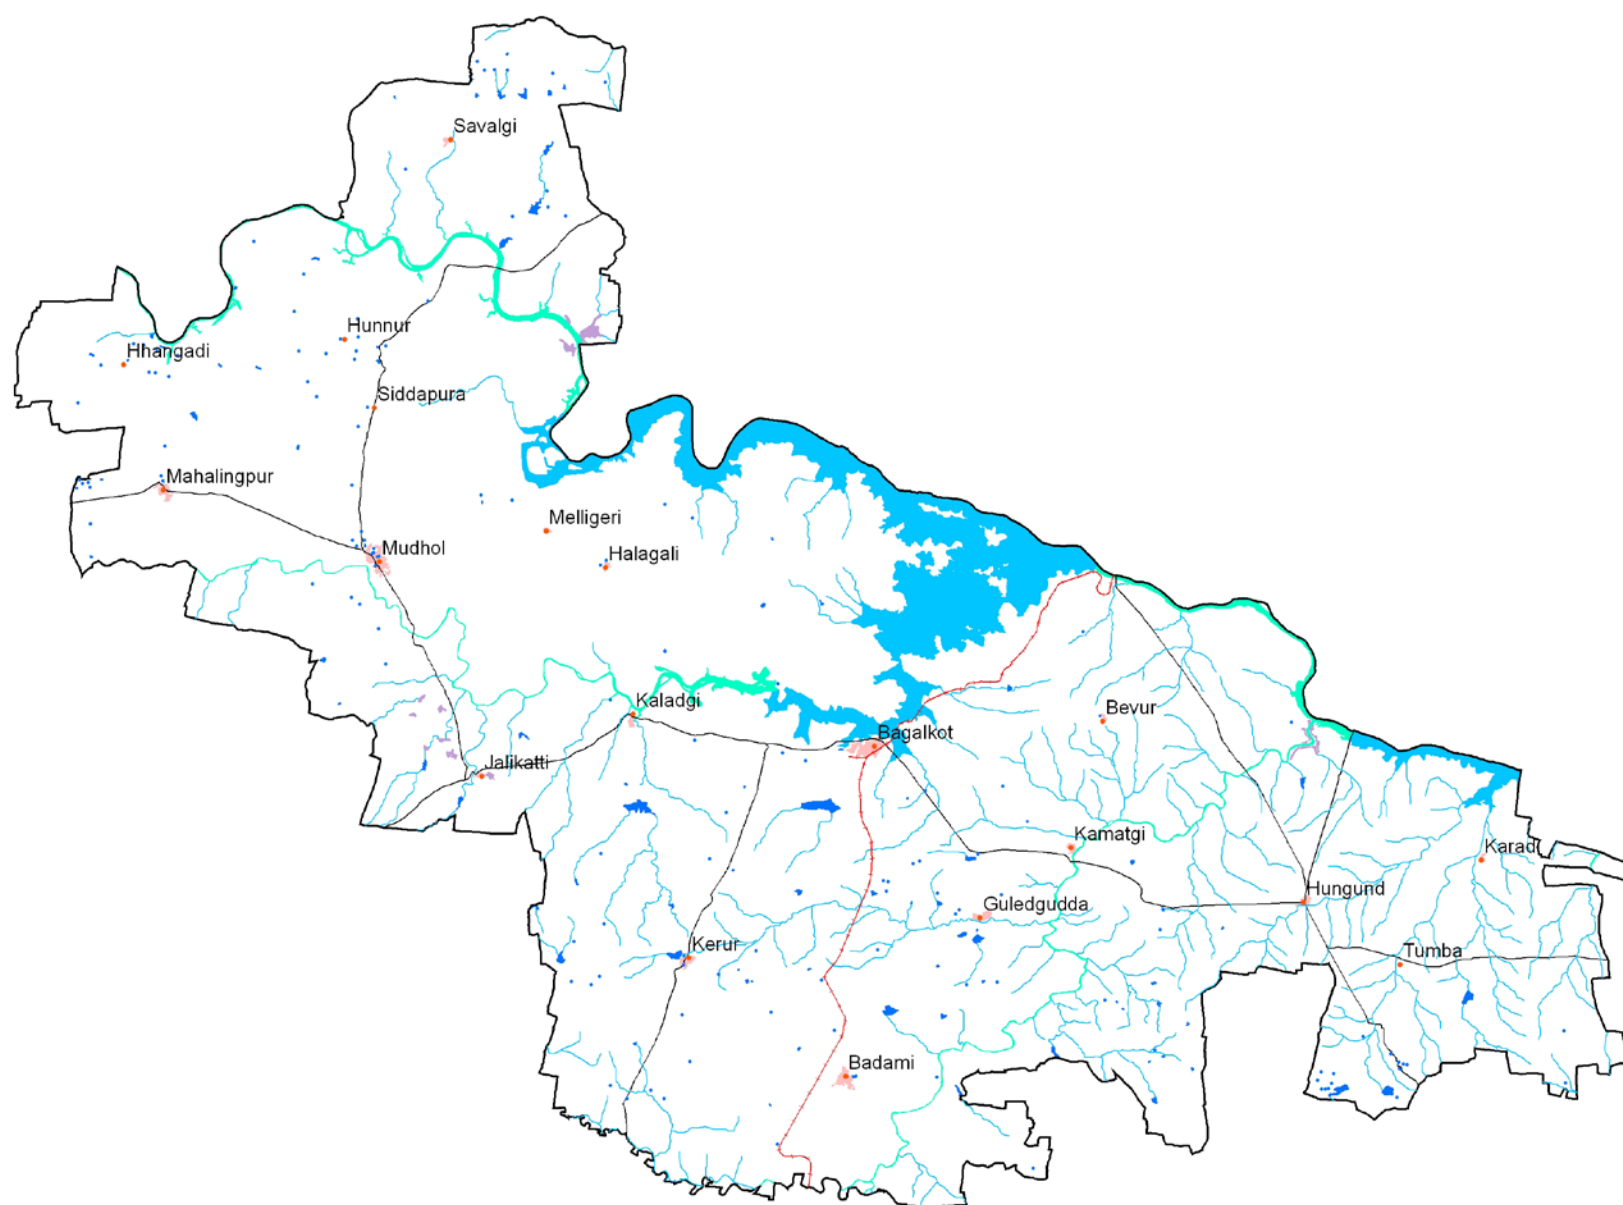 Savalgi
Hunnur
Hhangadi
Siddapura
Mahalingpur
Melligeri
Mudhol
Halagali
Kaladgi
Bevur
Bagalkot
Jalikatti
Kamatgi
Karadi
Hungund
Guledgudda
Kerur
Tumba
Badami